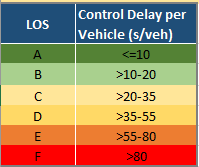 LOS Control Delay per Vehicle (s/veh)
A <=10
B >10-20
C >20-35
D >35-55
E >55-80
F >80